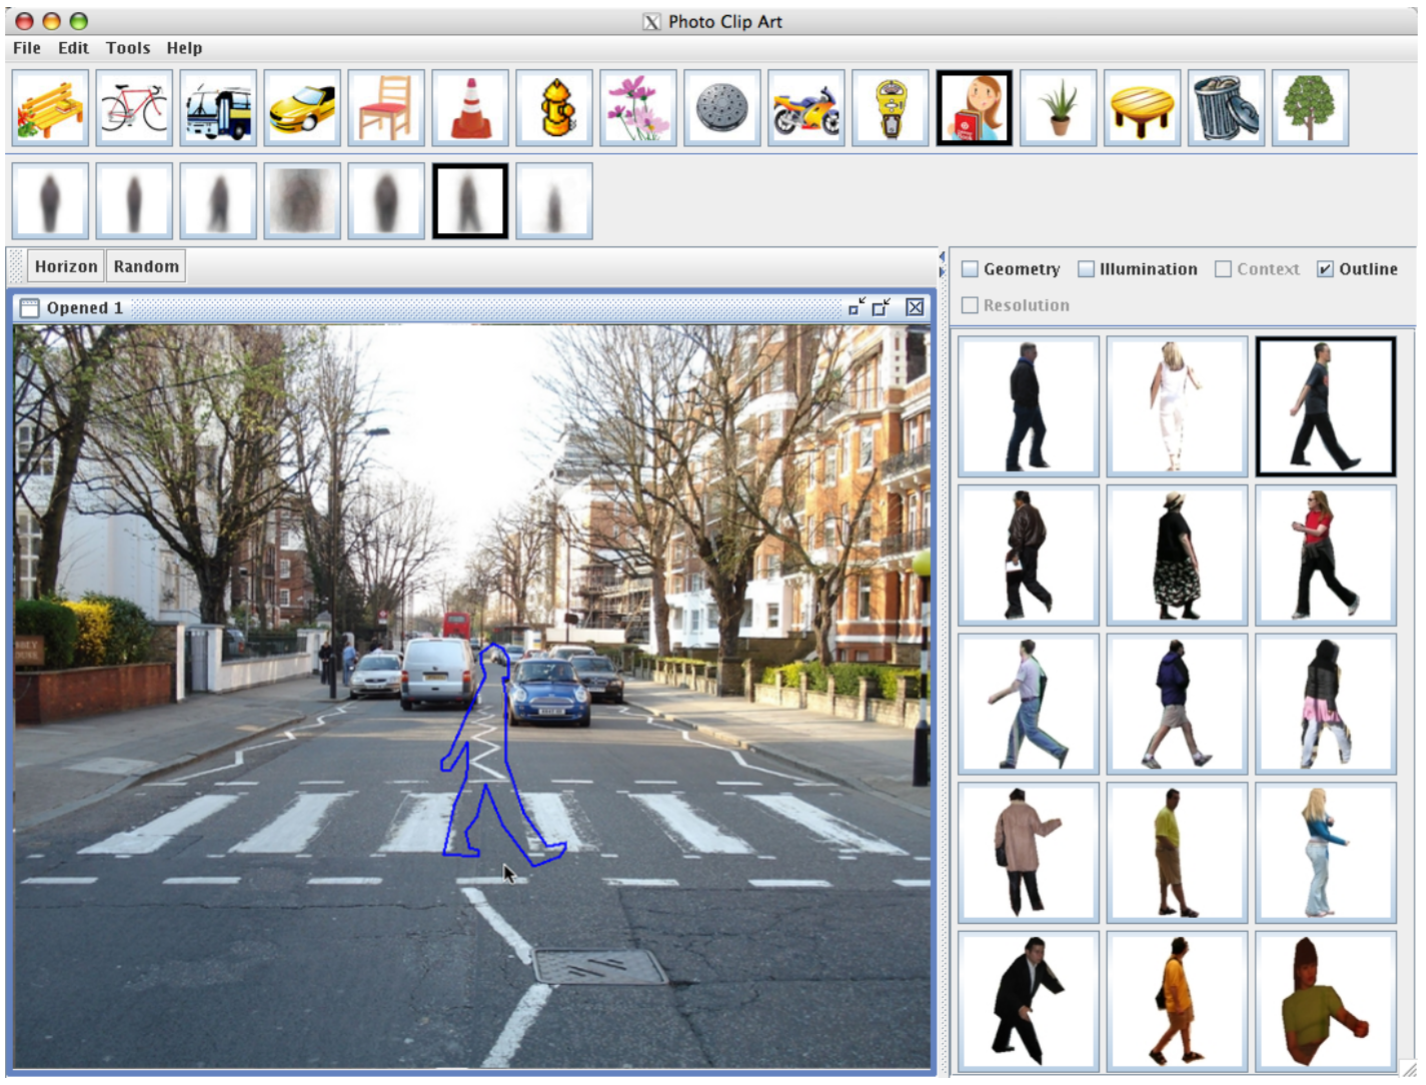 Photo Clip Art
File Edit Tools Help
Horizon Random
Geometry Illumination Context Outline
Resolution
Opened 1